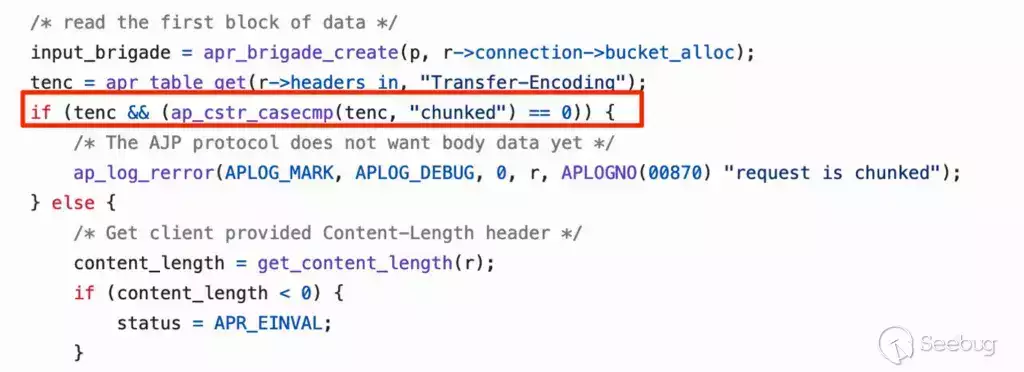 /* read the first block of data */
input_brigade = apr_brigade_create(p, r->connection->bucket_alloc);
tenc = apr_table_get(r->headers_in, "Transfer-Encoding");
if (tenc && (ap_cstr_casecmp(tenc, "chunked") == 0)) {
/* The AJP protocol does not want body data yet */
ap_log_rerror(APLOG_MARK, APLOG_DEBUG, 0, r, APLOGNO(00870) "request is chunked");
} else {
/* Get client provided Content-Length header */
content_length = get_content_length(r);
if (content_length < 0) {
status = APR_EINVAL;
}
Seebug